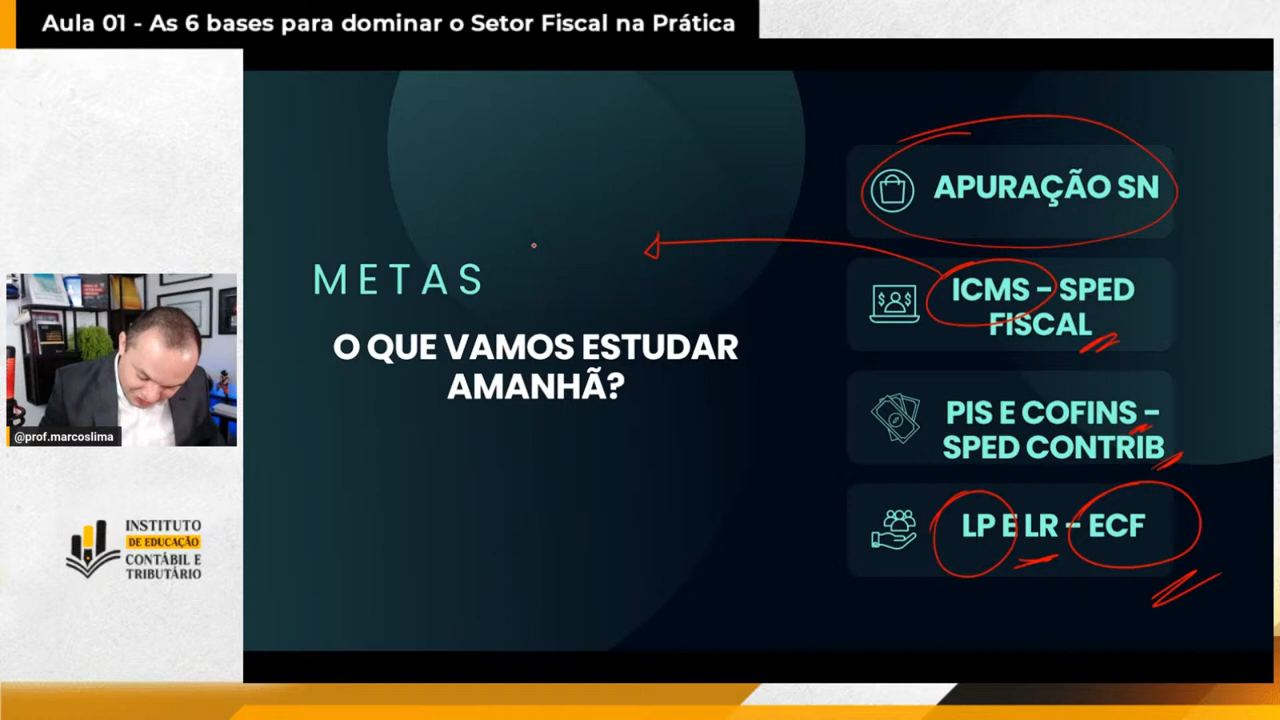 Aula 01 - As 6 bases para dominar o Setor Fiscal na Prática
METAS
O QUE VAMOS ESTUDAR
AMANHÃ?
APURAÇÃO SN
ICMS - SPED
FISCAL
PIS E COFINS -
SPED CONTRIB
LP E LR - ECF
@prof.marcoslima
INSTITUTO
DE EDUCAÇÃO
CONTÁBIL E
TRIBUTÁRIO